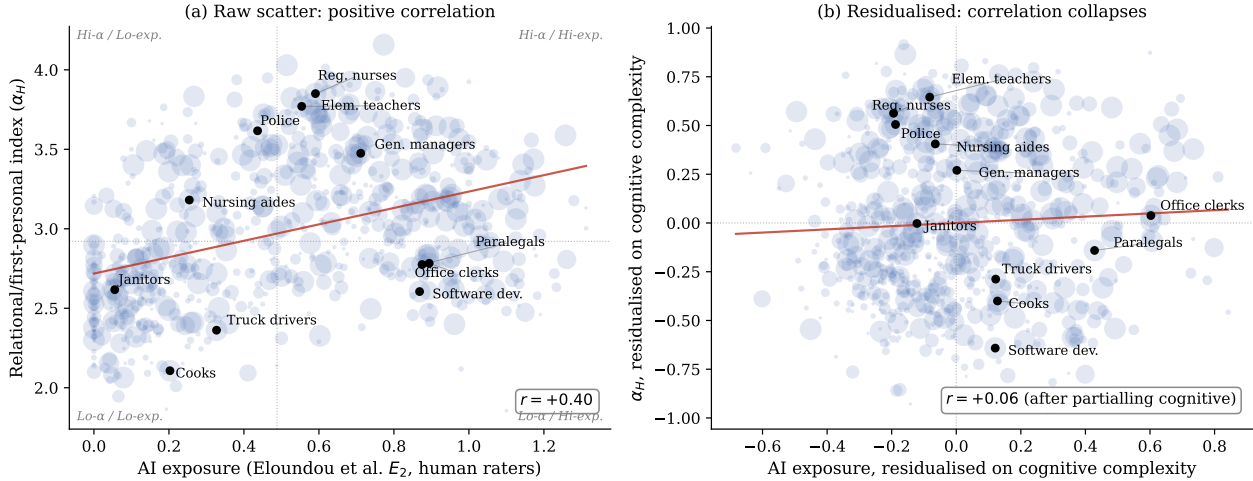 (a) Raw scatter: positive correlation
Hi-α / Lo-exp.
Hi-α / Hi-exp.
Reg. nurses
Elem. teachers
Police
Gen. managers
Nursing aides
Paralegals
Office clerks
Janitors
Software dev.
Truck drivers
Cooks
r = +0.40
Lo-α / Lo-exp.
Lo-α / Hi-exp.
4.0
3.5
3.0
2.5
2.0
0.0 0.2 0.4 0.6 0.8 1.0 1.2
Relational/first-personal index (α_H)
AI exposure (Eloundou et al. E_2, human raters)
(b) Residualised: correlation collapses
Elem. teachers
Reg. nurses
Police
Nursing aides
Gen. managers
Office clerks
Janitors
Paralegals
Truck drivers
Cooks
Software dev.
r = +0.06 (after partialling cognitive)
1.00
0.75
0.50
0.25
0.00
−0.25
−0.50
−0.75
−1.00
−0.6 −0.4 −0.2 0.0 0.2 0.4 0.6 0.8
α_H, residualised on cognitive complexity
AI exposure, residualised on cognitive complexity